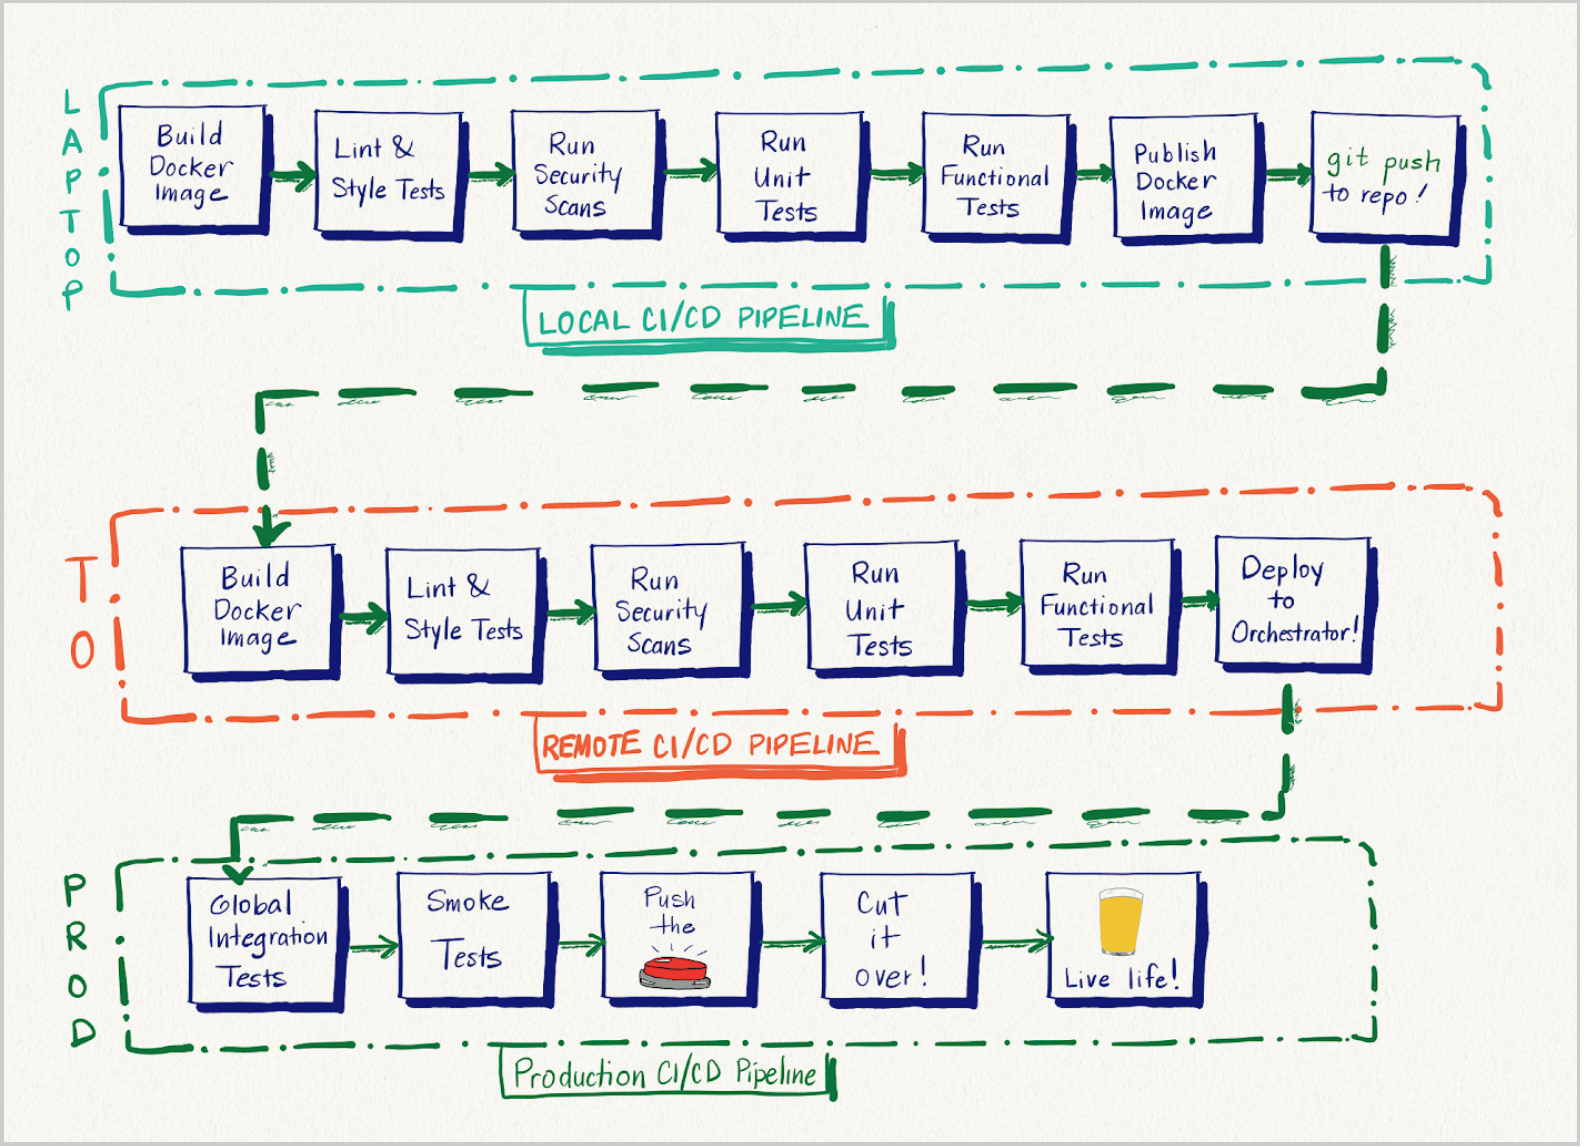 LAPTOP
Build
Docker
Image
Lint &
Style Tests
Run
Security
Scans
Run
Unit
Tests
Run
Functional
Tests
Publish
Docker
Image
git push
to repo!
LOCAL CI/CD PIPELINE
TO
Build
Docker
Image
Lint &
Style Tests
Run
Security
Scans
Run
Unit
Tests
Run
Functional
Tests
Deploy
to
Orchestrator!
REMOTE CI/CD PIPELINE
PROD
Global
Integration
Tests
Smoke
Tests
Push
the
Cut
it
over!
Live life!
Production CI/CD Pipeline